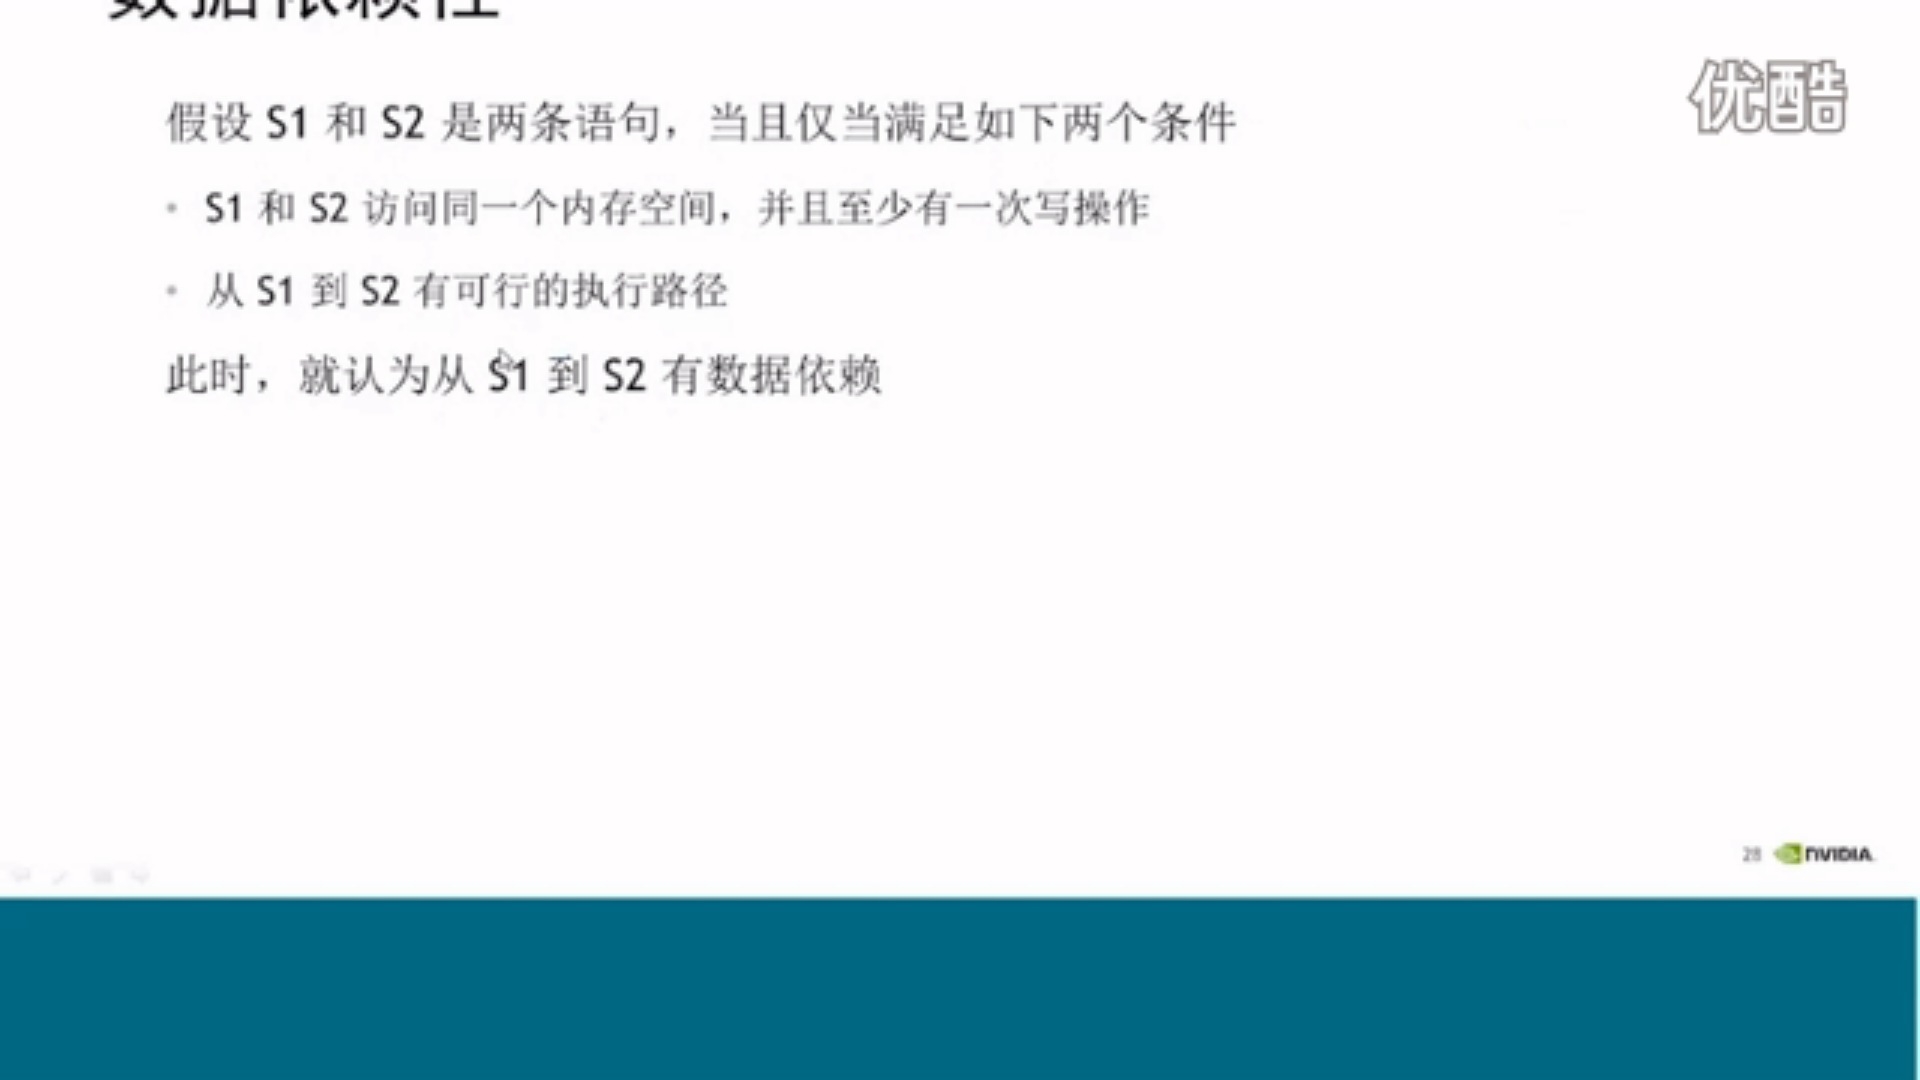 数据依赖性
优酷
假设 S1 和 S2 是两条语句，当且仅当满足如下两个条件
• S1 和 S2 访问同一个内存空间，并且至少有一次写操作
• 从 S1 到 S2 有可行的执行路径
此时，就认为从 S1 到 S2 有数据依赖
28 NVIDIA